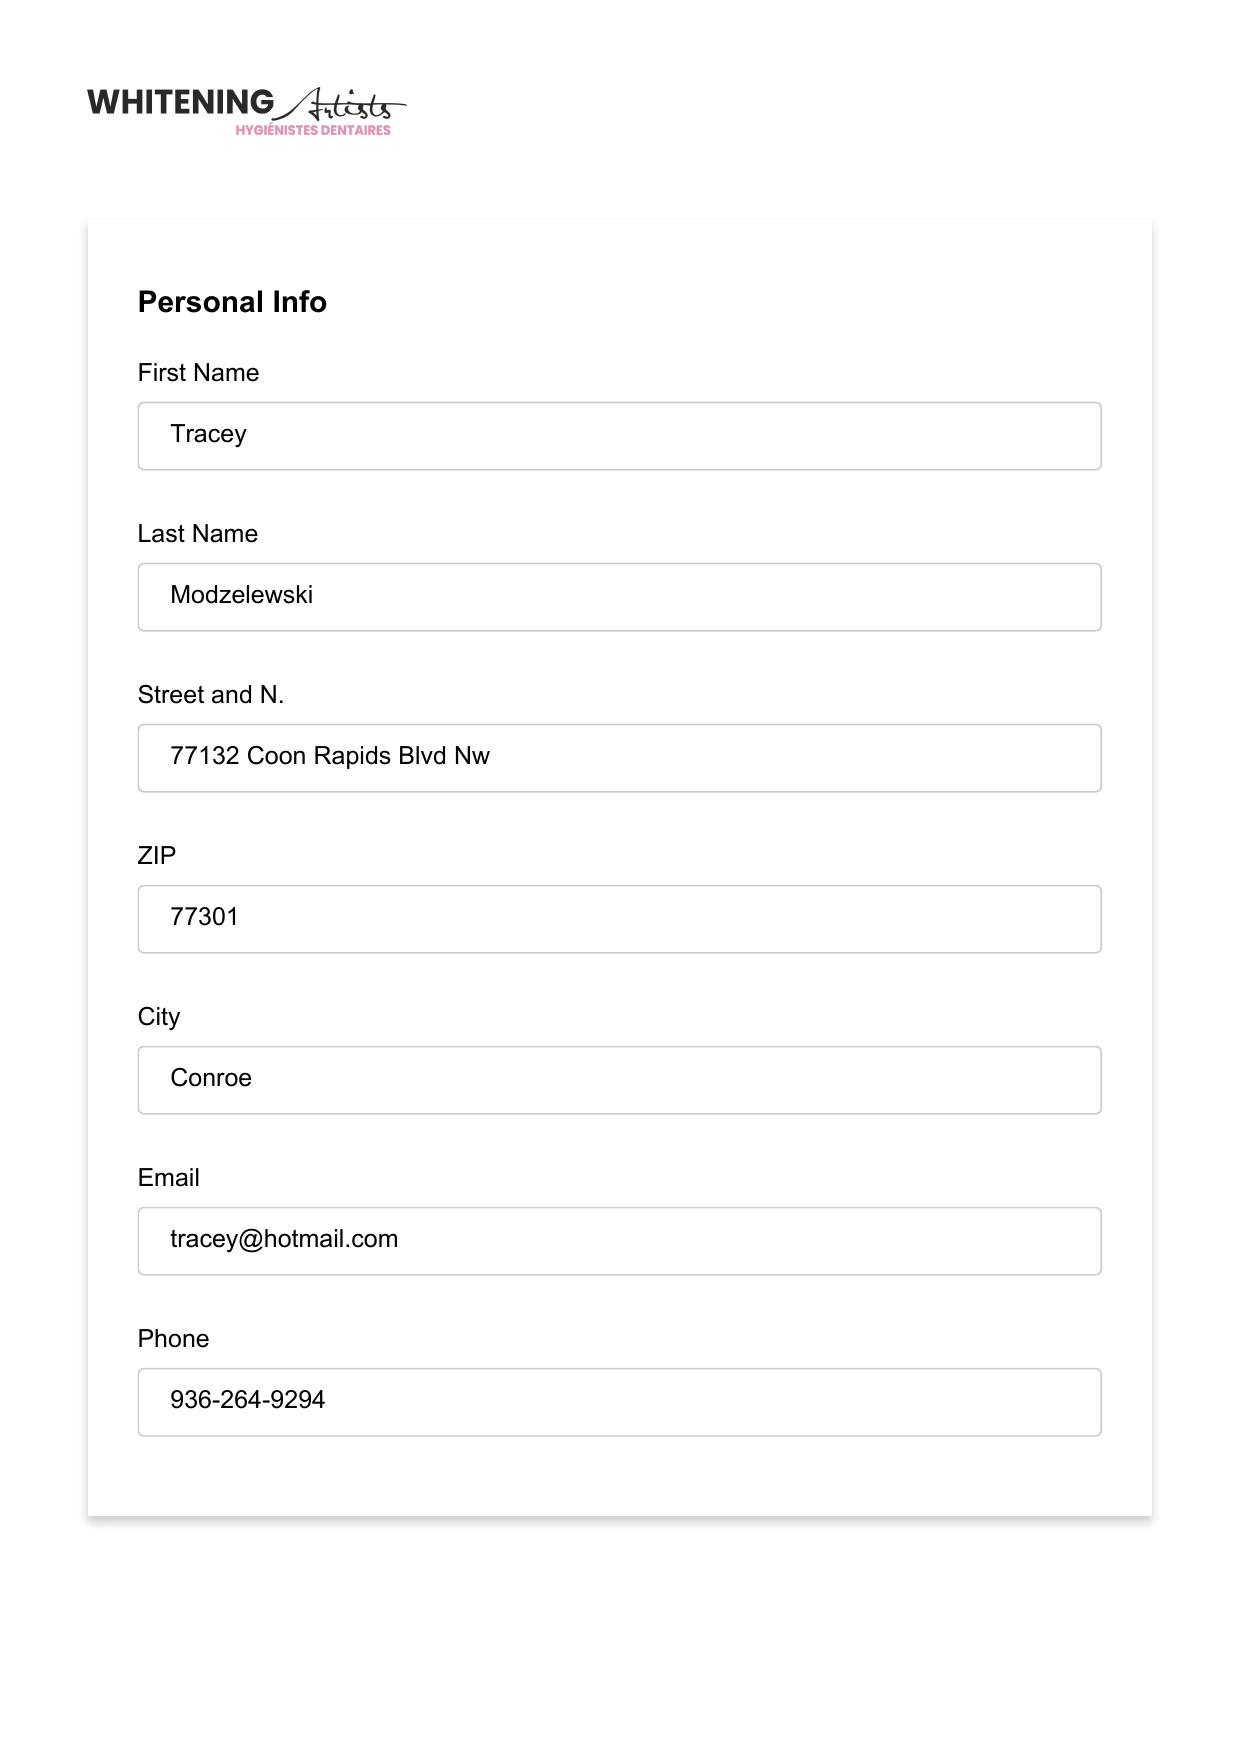 WHITENING Artists
HYGIÉNISTES DENTAIRES
Personal Info
First Name
Tracey
Last Name
Modzelewski
Street and N.
77132 Coon Rapids Blvd Nw
ZIP
77301
City
Conroe
Email
tracey@hotmail.com
Phone
936-264-9294